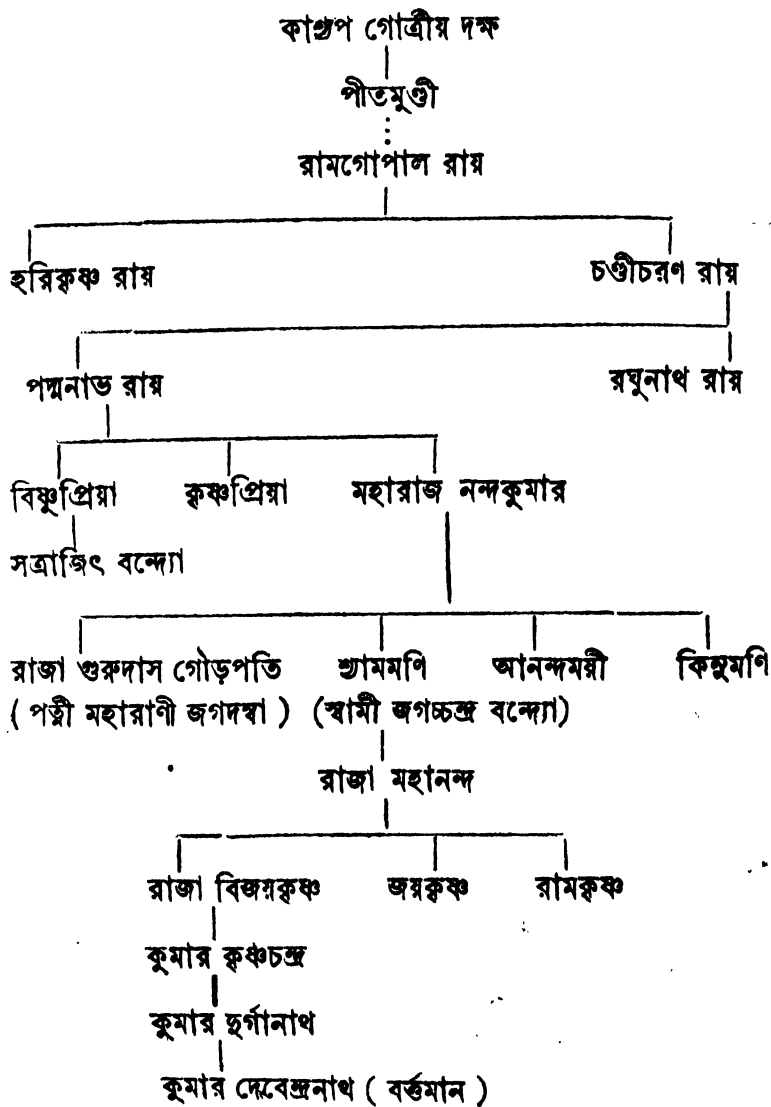 কাশ্যপ গোত্রীয় দক্ষ
পীতমুণ্ডী
রামগোপাল রায়
হরিকৃষ্ণ রায় চণ্ডীচরণ রায়
পদ্মনাভ রায় রঘুনাথ রায়
বিষ্ণুপ্রিয়া কৃষ্ণপ্রিয়া মহারাজ নন্দকুমার
সত্রাজিৎ বন্দ্যো
রাজা গুরুদাস গৌড়পতি শ্যামমণি আনন্দময়ী কিনুমণি
( পত্নী মহারাণী জগদম্বা ) (স্বামী জগচ্চন্দ্র বন্দ্যো)
রাজা মহানন্দ
রাজা বিজয়কৃষ্ণ জয়কৃষ্ণ রামকৃষ্ণ
কুমার কৃষ্ণচন্দ্র
কুমার দুর্গানাথ
কুমার দেবেন্দ্রনাথ ( বর্ত্তমান )